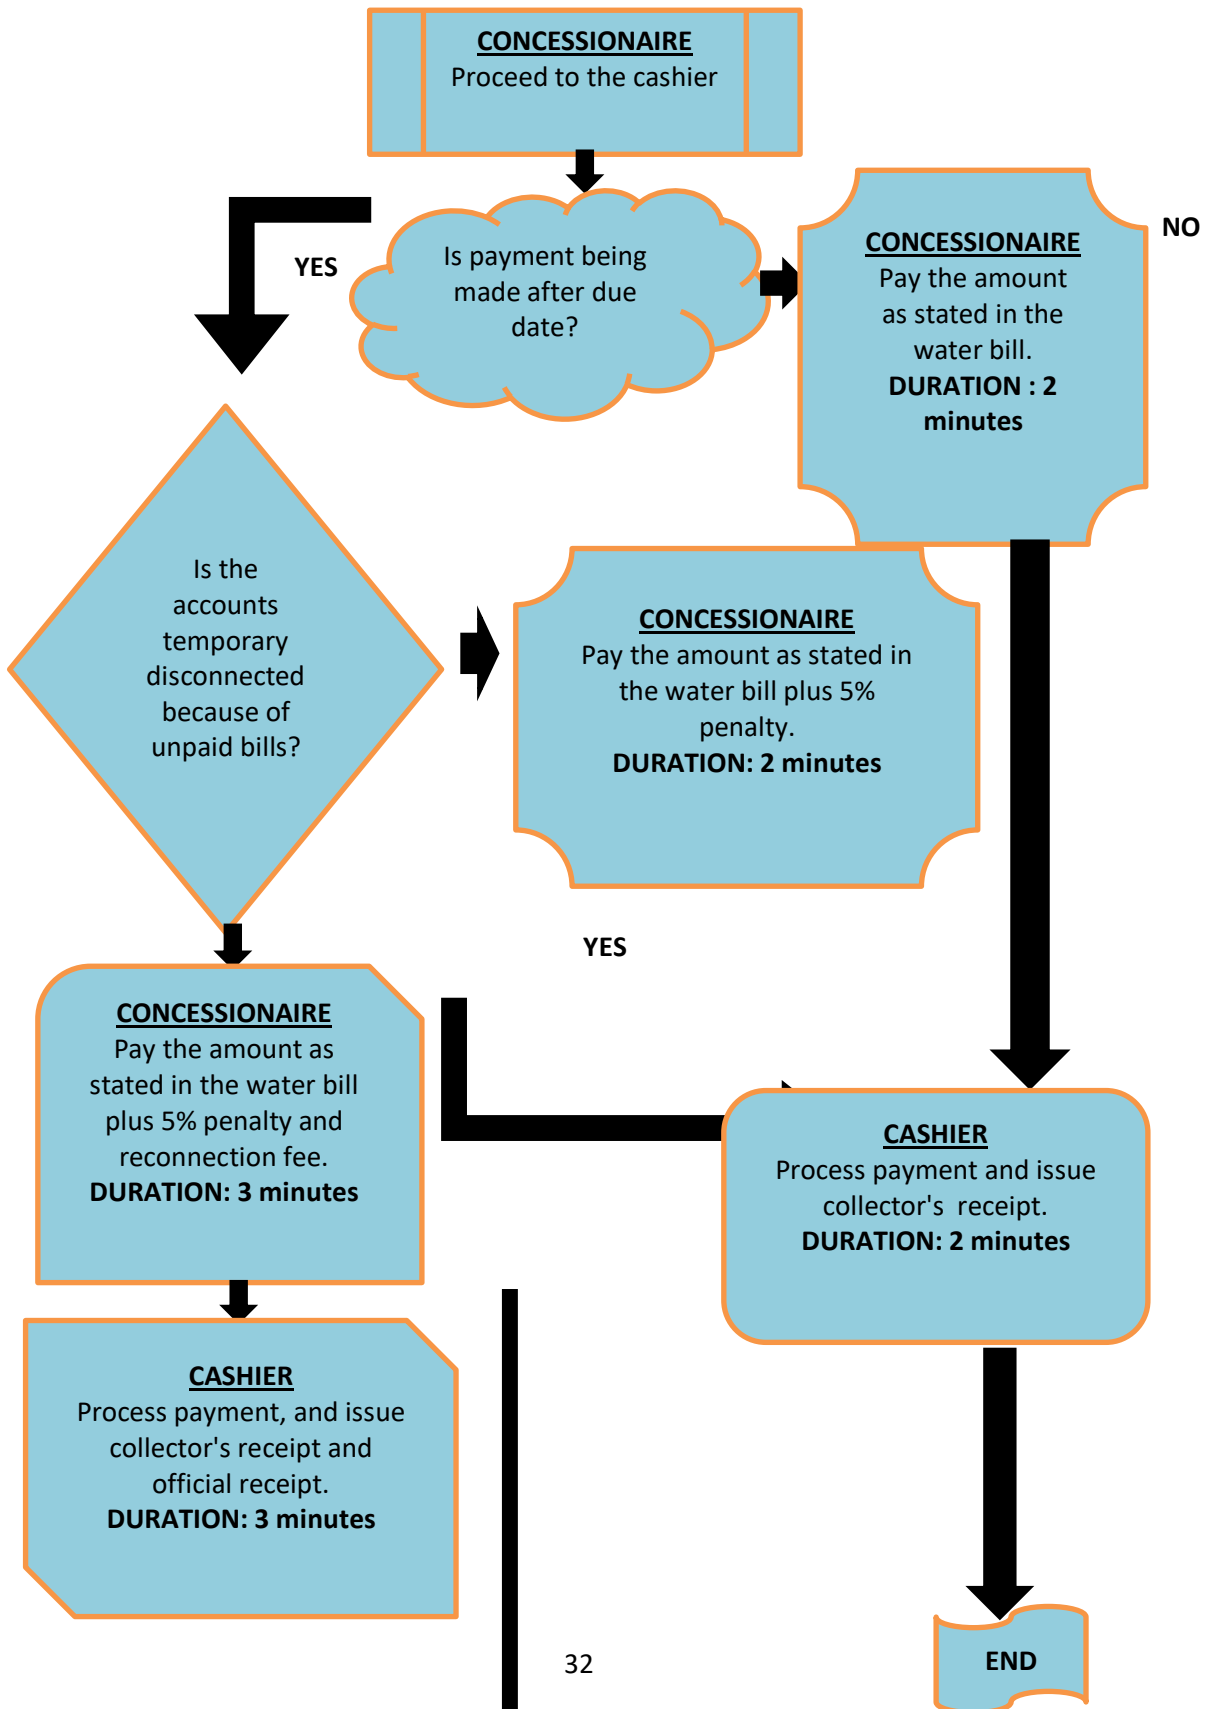 CONCESSIONAIRE
Proceed to the cashier
YES
Is payment being
made after due
date?
NO
CONCESSIONAIRE
Pay the amount
as stated in the
water bill.
DURATION : 2
minutes
Is the
accounts
temporary
disconnected
because of
unpaid bills?
CONCESSIONAIRE
Pay the amount as stated in
the water bill plus 5%
penalty.
DURATION: 2 minutes
YES
CONCESSIONAIRE
Pay the amount as
stated in the water bill
plus 5% penalty and
reconnection fee.
DURATION: 3 minutes
CASHIER
Process payment and issue
collector's  receipt.
DURATION: 2 minutes
CASHIER
Process payment, and issue
collector's receipt and
official receipt.
DURATION: 3 minutes
END
32